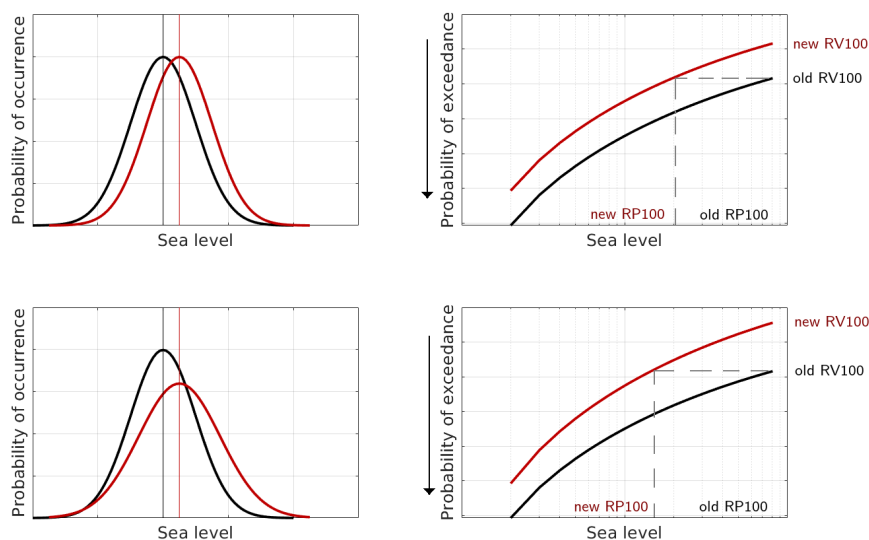 Probability of occurrence
Sea level
Probability of exceedance
new RV100
old RV100
new RP100
old RP100
Sea level
Probability of occurrence
Sea level
Probability of exceedance
new RV100
old RV100
new RP100
old RP100
Sea level